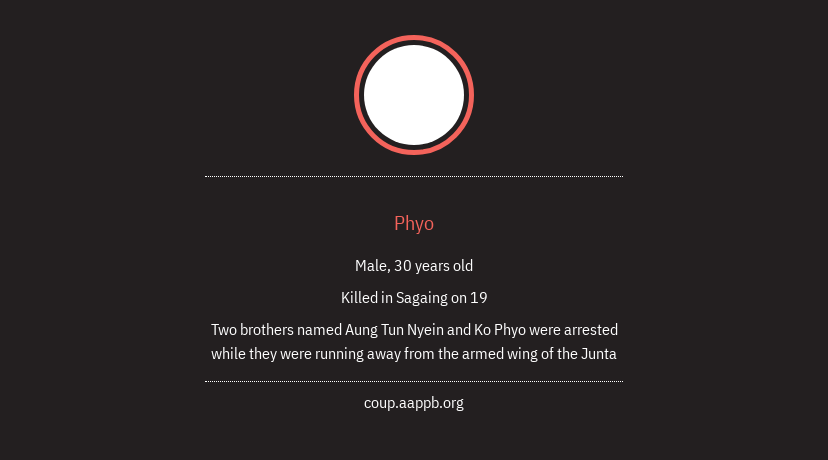 Phyo
Male, 30 years old
Killed in Sagaing on 19
Two brothers named Aung Tun Nyein and Ko Phyo were arrested
while they were running away from the armed wing of the Junta
coup.aappb.org